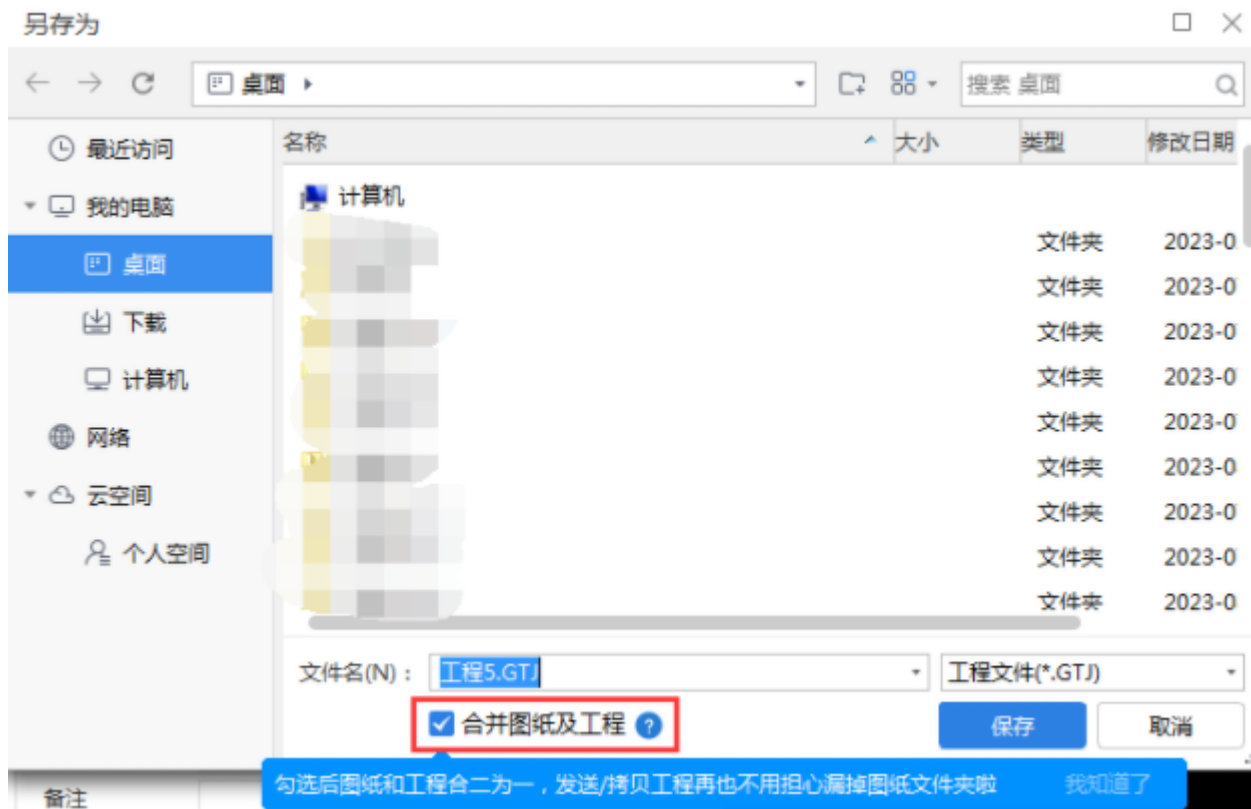 另存为
桌面
搜索 桌面
最近访问
名称 大小 类型 修改日期
我的电脑
计算机
桌面
文件夹 2023-0
下载
文件夹 2023-0
计算机
文件夹 2023-0
网络
文件夹 2023-0
云空间
文件夹 2023-0
个人空间
文件夹 2023-0
文件夹 2023-0
文件夹 2023-0
文件夹 2023-0
文件名(N)： 工程5.GTJ 工程文件(*.GTJ)
合并图纸及工程 ? 保存 取消
勾选后图纸和工程合二为一，发送/拷贝工程再也不用担心漏掉图纸文件夹啦 我知道了
备注